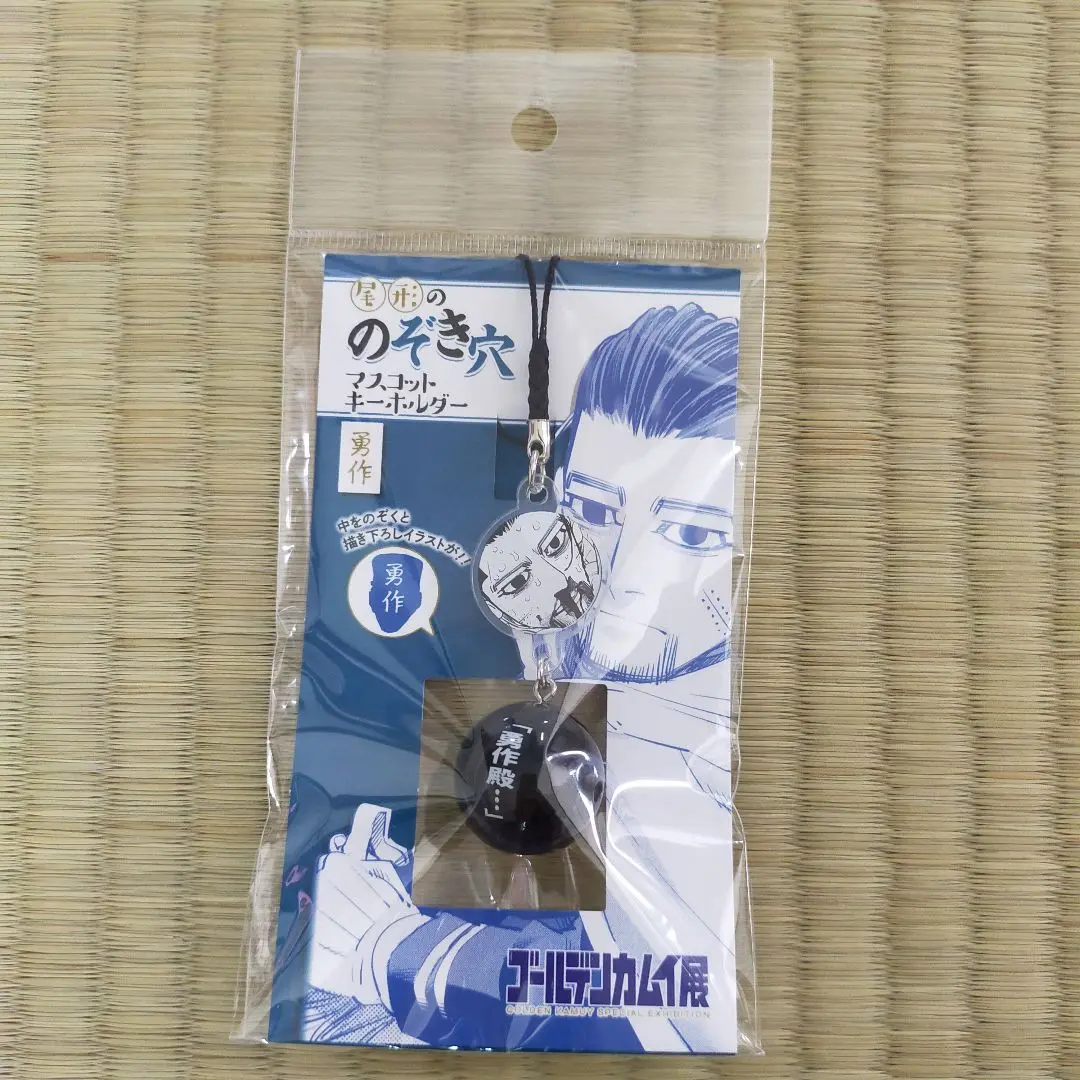 尾形の
のぞき穴
マスコット
キーホルダー
勇作
中をのぞくと
描き下ろしイラストが!!
勇作
「勇作殿…」
ゴールデンカムイ展
GOLDEN KAMUY SPECIAL EXHIBITION